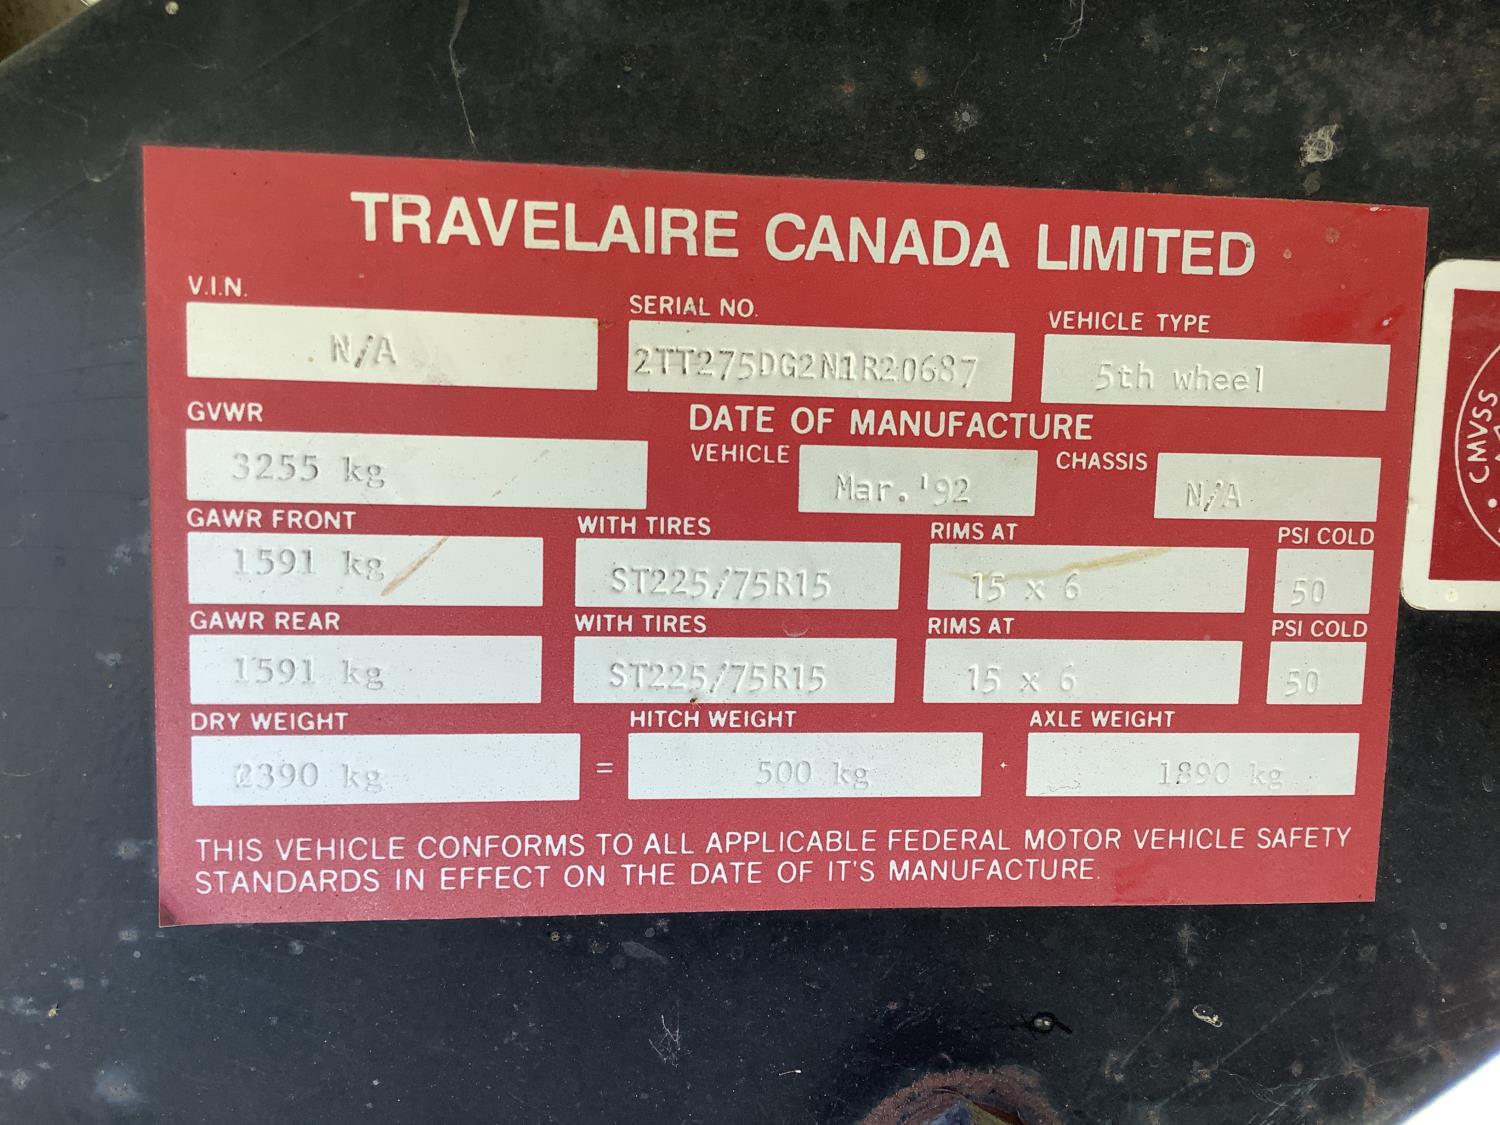 TRAVELAIRE CANADA LIMITED
V.I.N. SERIAL NO. VEHICLE TYPE
N/A 2TT275DG2N1R20687 5th wheel
GVWR DATE OF MANUFACTURE
3255 kg VEHICLE Mar.'92 CHASSIS N/A
GAWR FRONT WITH TIRES RIMS AT PSI COLD
1591 kg ST225/75R15 15 x 6 50
GAWR REAR WITH TIRES RIMS AT PSI COLD
1591 kg ST225/75R15 15 x 6 50
DRY WEIGHT HITCH WEIGHT AXLE WEIGHT
2390 kg = 500 kg + 1890 kg
THIS VEHICLE CONFORMS TO ALL APPLICABLE FEDERAL MOTOR VEHICLE SAFETY
STANDARDS IN EFFECT ON THE DATE OF IT'S MANUFACTURE.
CMVSS